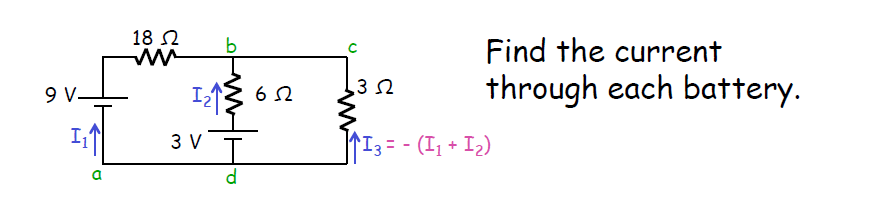 18 Ω
b
c
Find the current
through each battery.
9 V
I₂
6 Ω
3 Ω
I₁
3 V
I₃ = - (I₁ + I₂)
a
d